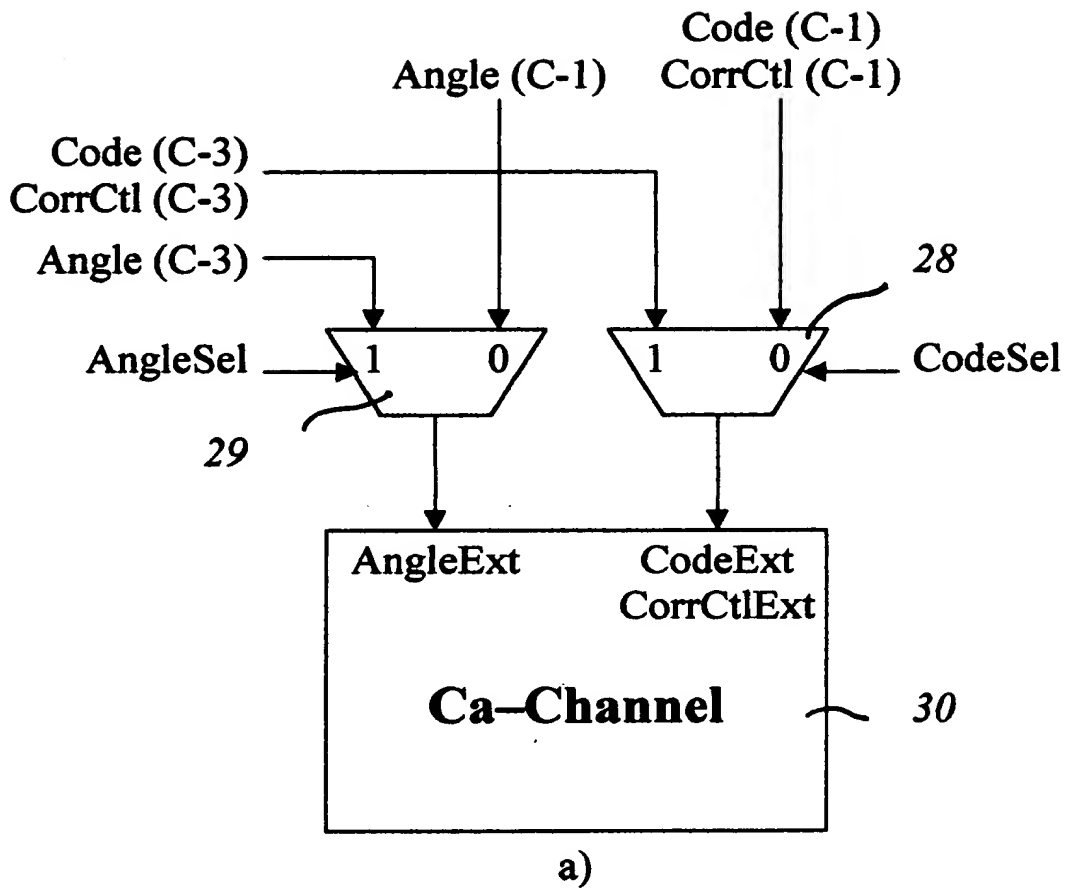 Code (C-1)
Angle (C-1) CorrCtl (C-1)
Code (C-3)
CorrCtl (C-3)
Angle (C-3)
28
1 0 1 0
AngleSel CodeSel
29
AngleExt CodeExt
CorrCtlExt
Ca–Channel 30
a)